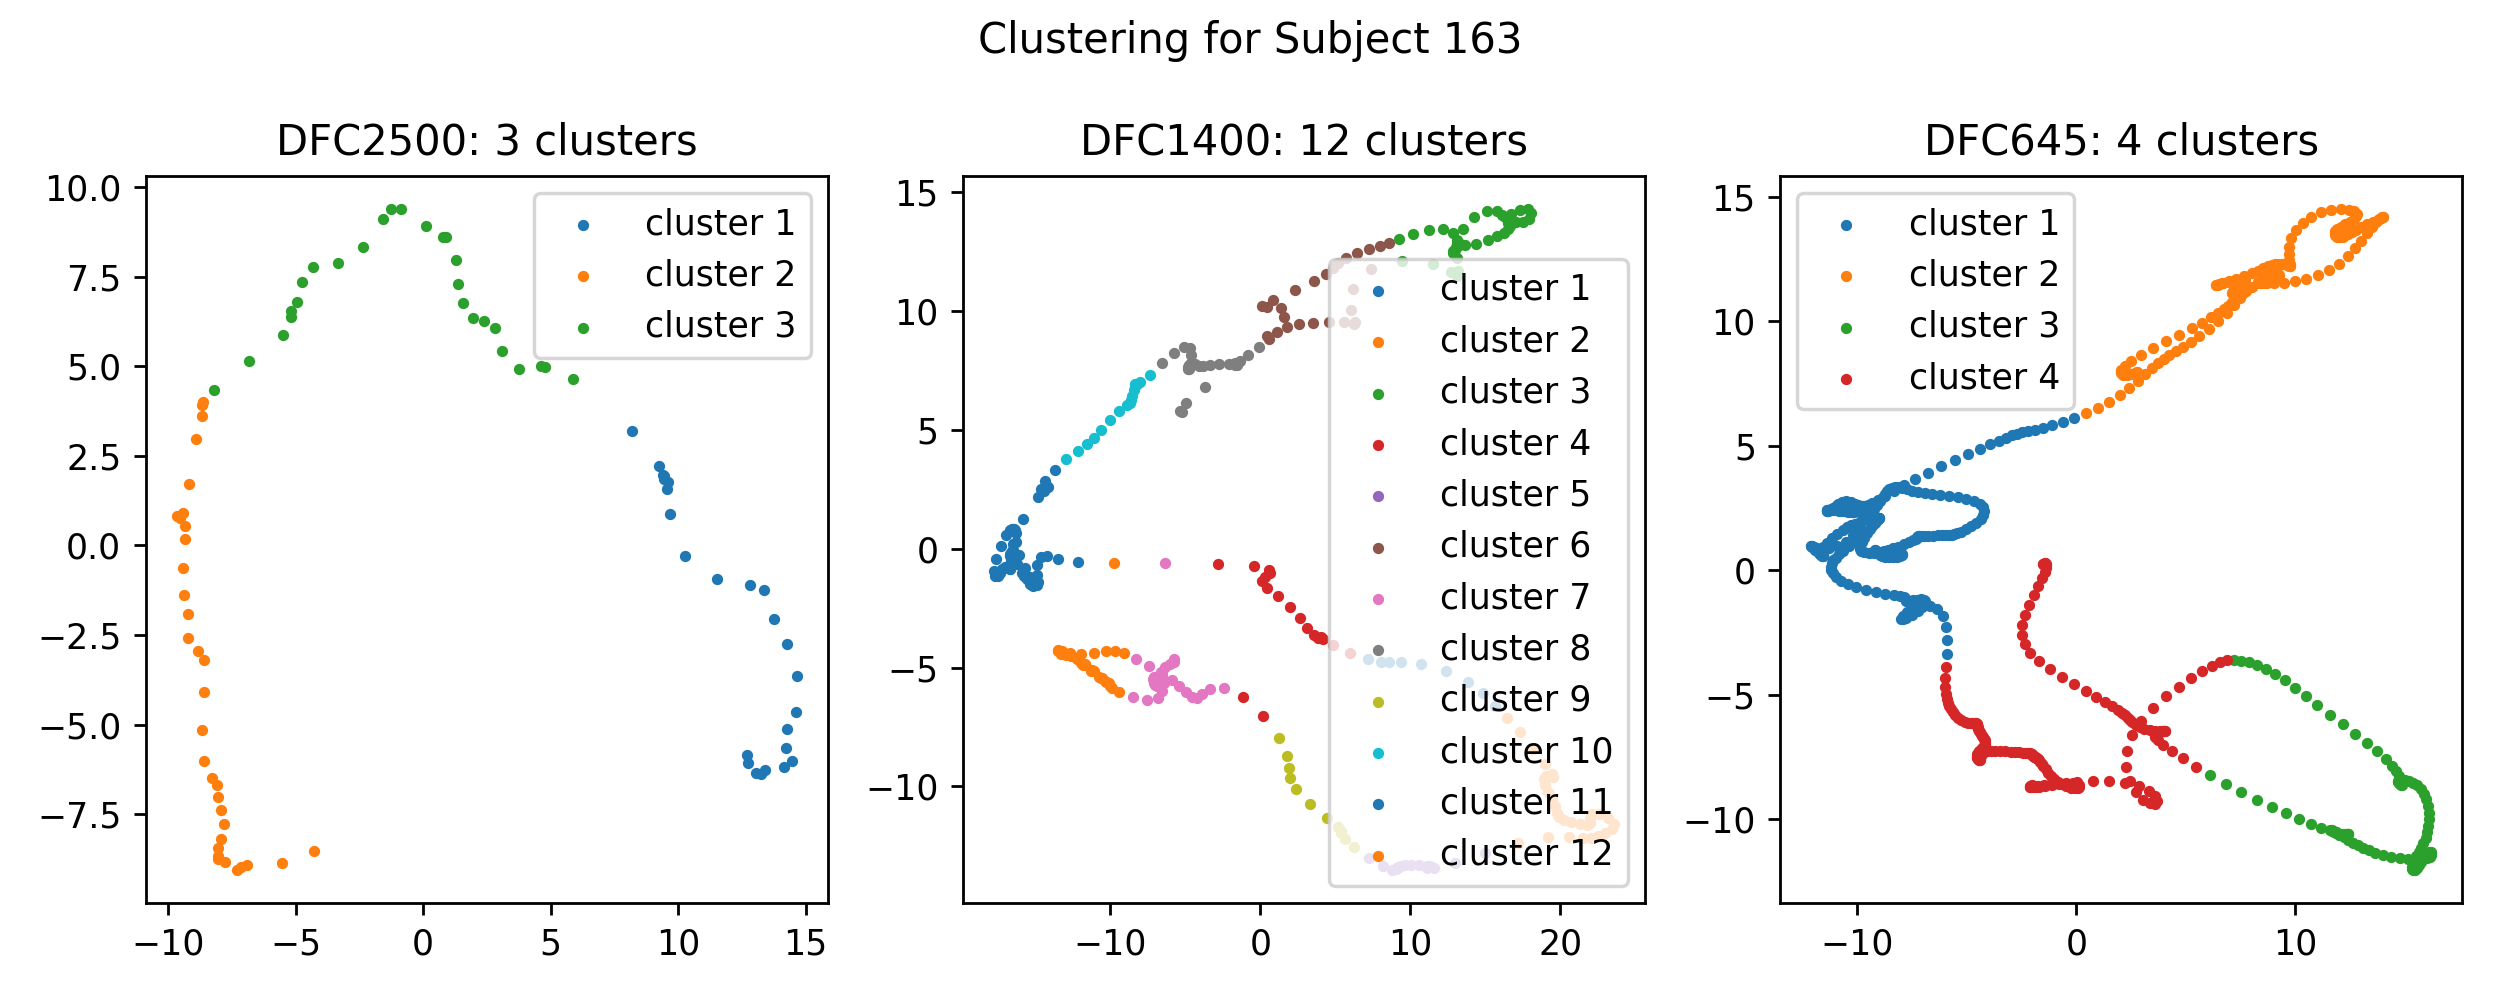 Clustering for Subject 163
DFC2500: 3 clusters
10.0
7.5
5.0
2.5
0.0
−2.5
−5.0
−7.5
−10
−5
0
5
10
15
cluster 1
cluster 2
cluster 3
DFC1400: 12 clusters
15
10
5
0
−5
−10
−10
0
10
20
cluster 1
cluster 2
cluster 3
cluster 4
cluster 5
cluster 6
cluster 7
cluster 8
cluster 9
cluster 10
cluster 11
cluster 12
DFC645: 4 clusters
15
10
5
0
−5
−10
−10
0
10
cluster 1
cluster 2
cluster 3
cluster 4